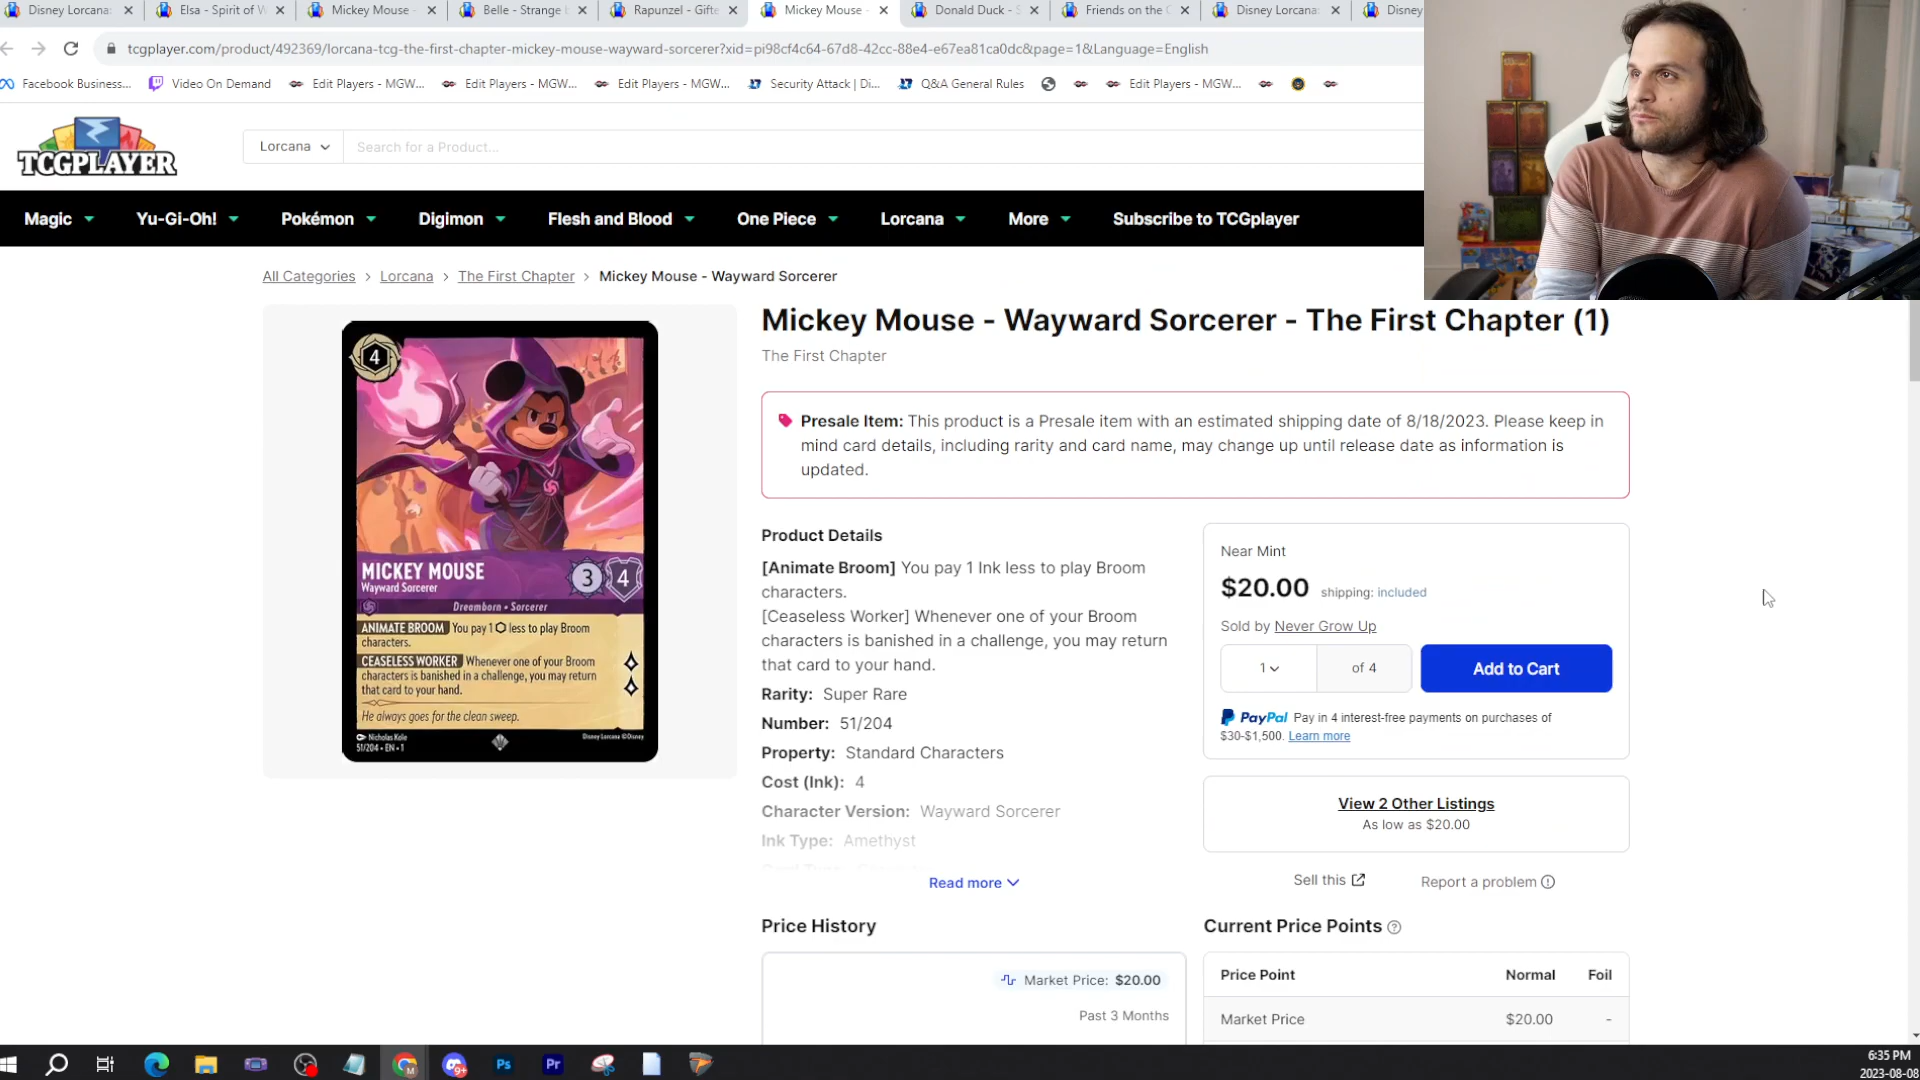 Disney Lorcana:
Elsa - Spirit of W
Mickey Mouse -
Belle - Strange b
Rapunzel - Gifte
Mickey Mouse -
Donald Duck - S
Friends on the O
Disney Lorcana:
Disney
tcgplayer.com/product/492369/lorcana-tcg-the-first-chapter-mickey-mouse-wayward-sorcerer?xid=pi98cf4c64-67d8-42cc-88e4-e67ea81ca0dc&page=1&Language=English
Facebook Business...
Video On Demand
Edit Players - MGW...
Edit Players - MGW...
Edit Players - MGW...
Security Attack | Di...
Q&A General Rules
Edit Players - MGW...
TCGPLAYER
Lorcana
Search for a Product...
Magic
Yu-Gi-Oh!
Pokémon
Digimon
Flesh and Blood
One Piece
Lorcana
More
Subscribe to TCGplayer
All Categories > Lorcana > The First Chapter > Mickey Mouse - Wayward Sorcerer
4
MICKEY MOUSE
Wayward Sorcerer
3
4
Dreamborn • Sorcerer
ANIMATE BROOM You pay 1 less to play Broom
characters.
CEASELESS WORKER Whenever one of your Broom
characters is banished in a challenge, you may return
that card to your hand.
He always goes for the clean sweep.
Nicholas Kole
51/204 • EN • 1
Disney Lorcana ©Disney
Mickey Mouse - Wayward Sorcerer - The First Chapter (1)
The First Chapter
Presale Item: This product is a Presale item with an estimated shipping date of 8/18/2023. Please keep in
mind card details, including rarity and card name, may change up until release date as information is
updated.
Product Details
[Animate Broom] You pay 1 Ink less to play Broom
characters.
[Ceaseless Worker] Whenever one of your Broom
characters is banished in a challenge, you may return
that card to your hand.
Rarity: Super Rare
Number: 51/204
Property: Standard Characters
Cost (Ink): 4
Character Version: Wayward Sorcerer
Ink Type: Amethyst
Read more
Near Mint
$20.00 shipping: included
Sold by Never Grow Up
1
of 4
Add to Cart
PayPal Pay in 4 interest-free payments on purchases of
$30-$1,500. Learn more
View 2 Other Listings
As low as $20.00
Sell this
Report a problem
Price History
Market Price: $20.00
Past 3 Months
Current Price Points
Price Point Normal Foil
Market Price $20.00 -
9+
Ps
Pr
6:35 PM
2023-08-08